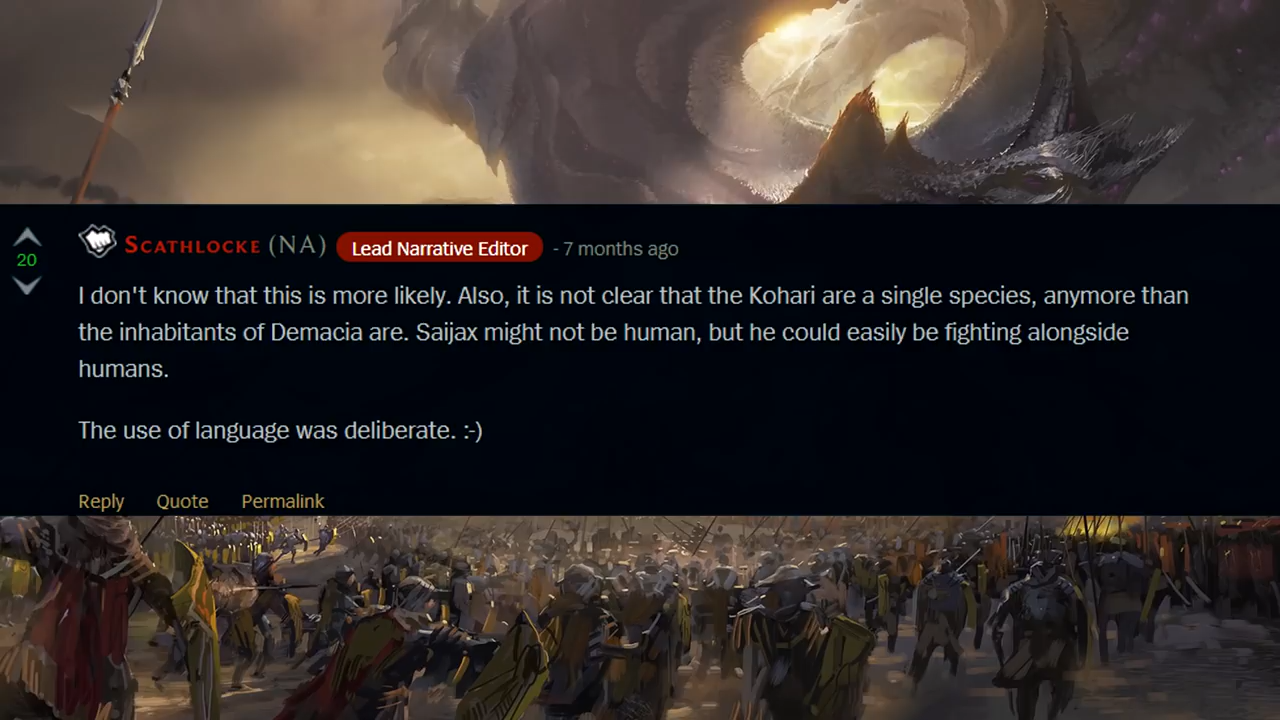 SCATHLOCKE (NA) Lead Narrative Editor - 7 months ago
20
I don't know that this is more likely. Also, it is not clear that the Kohari are a single species, anymore than
the inhabitants of Demacia are. Saijax might not be human, but he could easily be fighting alongside
humans.
The use of language was deliberate. :-)
Reply Quote Permalink